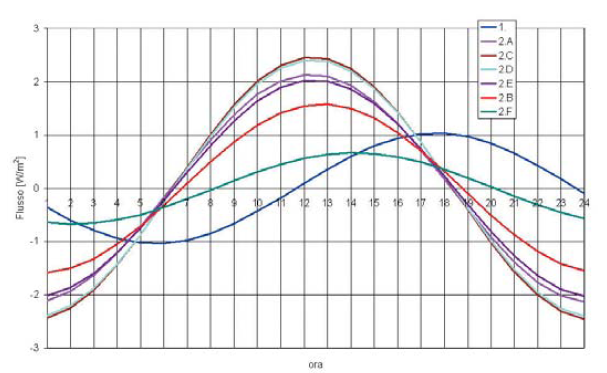 3
2
1
0
-1
-2
-3
Flusso [W/m²]
2 3 4 5 6 7 8 9 10 11 12 13 14 15 16 17 18 19 20 21 22 23 24
ora
1.
2.A
2.C
2.D
2.E
2.B
2.F